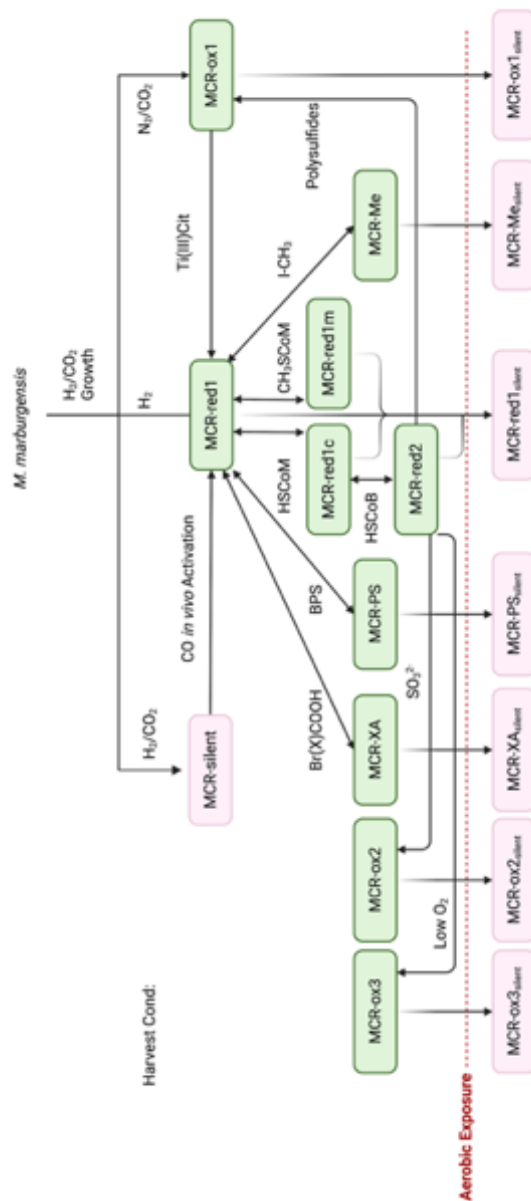 M. marburgensis
H₂/CO₂
Growth
Harvest Cond:
H₂/CO₂
H₂
N₂/CO₂
MCR-silent
CO in vivo Activation
MCR-red1
Ti(III)Cit
MCR-ox1
Br(X)COOH
BPS
HSCoM
CH₃SCoM
I-CH₃
Polysulfides
MCR-red1c
MCR-red1m
HSCoB
MCR-ox3
MCR-ox2
MCR-XA
MCR-PS
MCR-red2
MCR-Me
SO₃²⁻
Low O₂
Aerobic Exposure
MCR-ox3silent
MCR-ox2silent
MCR-XAsilent
MCR-PSsilent
MCR-red1silent
MCR-Mesilent
MCR-ox1silent